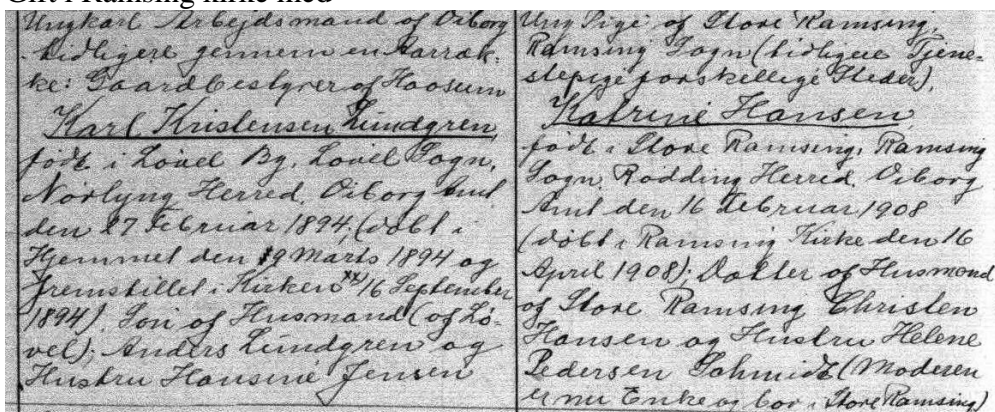 Gift i Ramsing kirke med
Ungkarl Arbejdsmand af Viborg
tidligere gennem en Aarræk-
ke: Gaardbestyrer af Haasum
Karl Kristensen Lundgren,
født i Løvel By, Løvel Sogn,
Nørlyng Herred, Viborg Amt
den 27 Februar 1894, (døbt i
Hjemmet den 19 Marts 1894 og
fremstillet i Kirken 16 September
1894). Søn af Husmand (af Lø-
vel); Anders Lundgren og
Hustru Hansine Jensen
Ung Pige af Store Ramsing,
Ramsing Sogn (tidligere Tjene-
stepige forskellige Steder),
Katrine Hansen
født i Store Ramsing, Ramsing
Sogn, Rødding Herred, Viborg
Amt den 16 Februar 1908
(døbt i Ramsing Kirke den 16
April 1908); Datter af Husmand
af Store Ramsing Christen
Hansen og Hustru Helene
Pedersen Schmidt (Moderen
er nu Enke og bor i Store Ramsing)